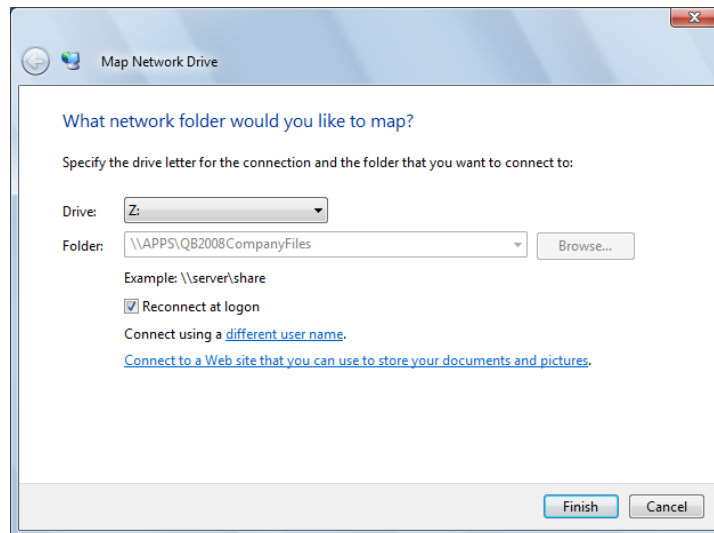 Map Network Drive
What network folder would you like to map?
Specify the drive letter for the connection and the folder that you want to connect to:
Drive: Z:
Folder: \\APPS\QB2008CompanyFiles Browse...
Example: \\server\share
Reconnect at logon
Connect using a different user name.
Connect to a Web site that you can use to store your documents and pictures.
Finish Cancel